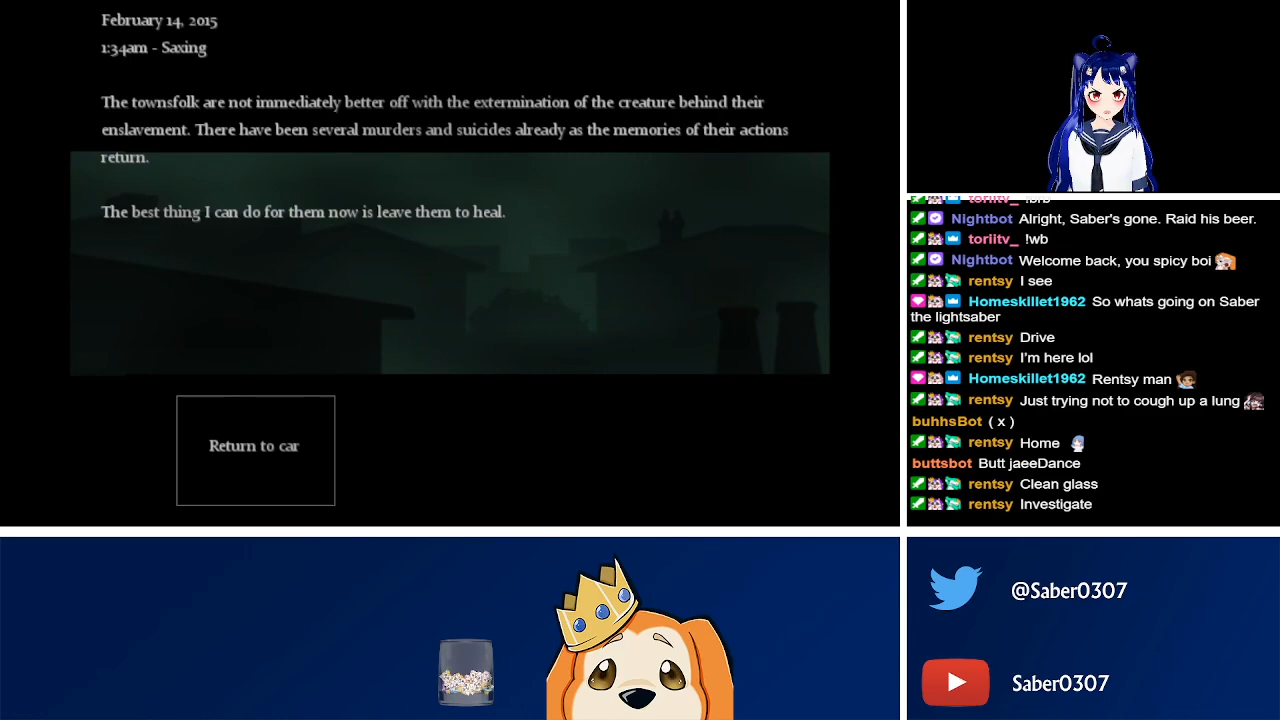 February 14, 2015
1:34am - Saxing
The townsfolk are not immediately better off with the extermination of the creature behind their
enslavement. There have been several murders and suicides already as the memories of their actions
return.
The best thing I can do for them now is leave them to heal.
Return to car
toriitv_ !brb
Nightbot Alright, Saber's gone. Raid his beer.
toriitv_ !wb
Nightbot Welcome back, you spicy boi
rentsy I see
Homeskillet1962 So whats going on Saber
the lightsaber
rentsy Drive
rentsy I'm here lol
Homeskillet1962 Rentsy man
rentsy Just trying not to cough up a lung
buhhsBot ( x )
rentsy Home
buttsbot Butt jaeeDance
rentsy Clean glass
rentsy Investigate
@Saber0307
Saber0307